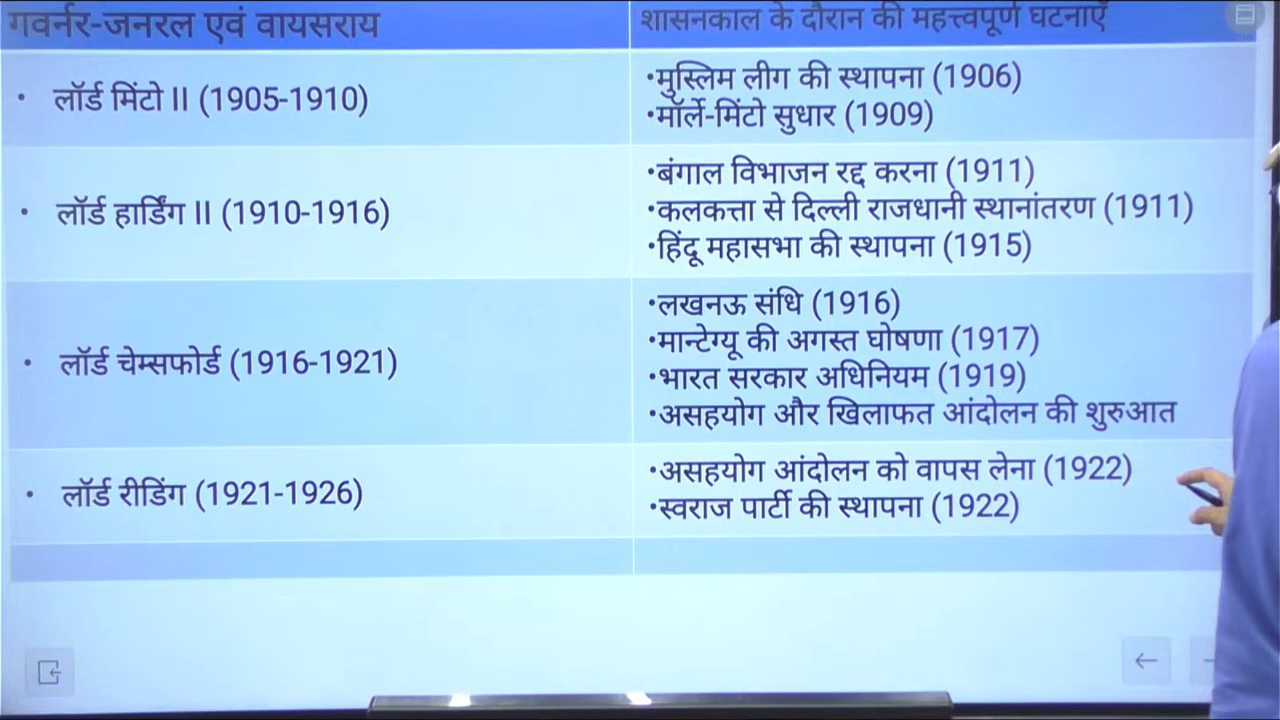 गवर्नर-जनरल एवं वायसराय
शासनकाल के दौरान की महत्त्वपूर्ण घटनाएँ
• लॉर्ड मिंटो II (1905-1910)
•मुस्लिम लीग की स्थापना (1906)
•मॉर्ले-मिंटो सुधार (1909)
• लॉर्ड हार्डिंग II (1910-1916)
•बंगाल विभाजन रद्द करना (1911)
•कलकत्ता से दिल्ली राजधानी स्थानांतरण (1911)
•हिंदू महासभा की स्थापना (1915)
• लॉर्ड चेम्सफोर्ड (1916-1921)
•लखनऊ संधि (1916)
•मान्टेग्यू की अगस्त घोषणा (1917)
•भारत सरकार अधिनियम (1919)
•असहयोग और खिलाफत आंदोलन की शुरुआत
• लॉर्ड रीडिंग (1921-1926)
•असहयोग आंदोलन को वापस लेना (1922)
•स्वराज पार्टी की स्थापना (1922)